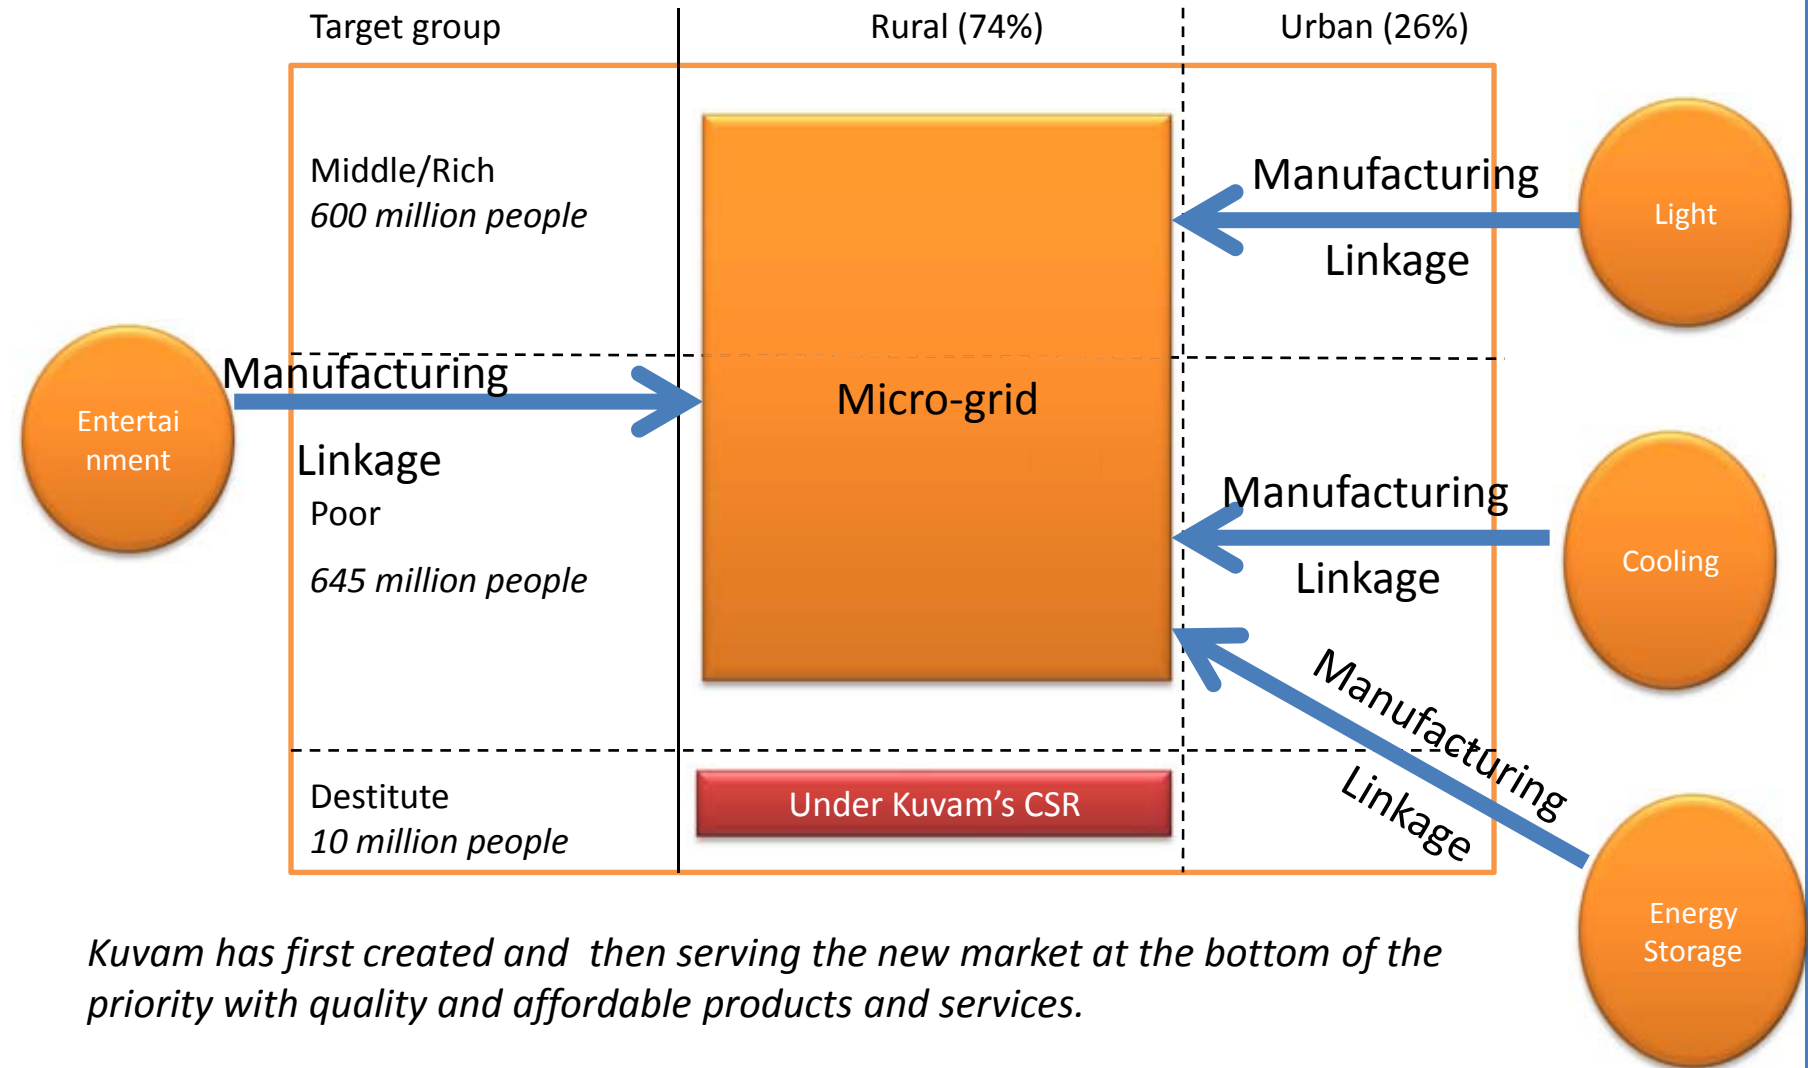 Target group
Rural (74%)
Urban (26%)
Middle/Rich
600 million people
Manufacturing
Linkage
Light
Entertai
nment
Manufacturing
Linkage
Micro-grid
Poor
645 million people
Manufacturing
Linkage
Cooling
Manufacturing
Linkage
Energy
Storage
Destitute
10 million people
Under Kuvam’s CSR
Kuvam has first created and  then serving the new market at the bottom of the
priority with quality and affordable products and services.